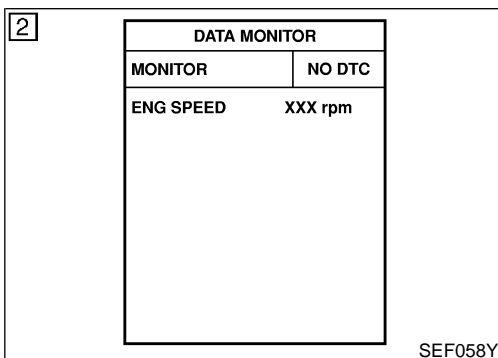 2
DATA MONITOR
MONITOR NO DTC
ENG SPEED XXX rpm
SEF058Y